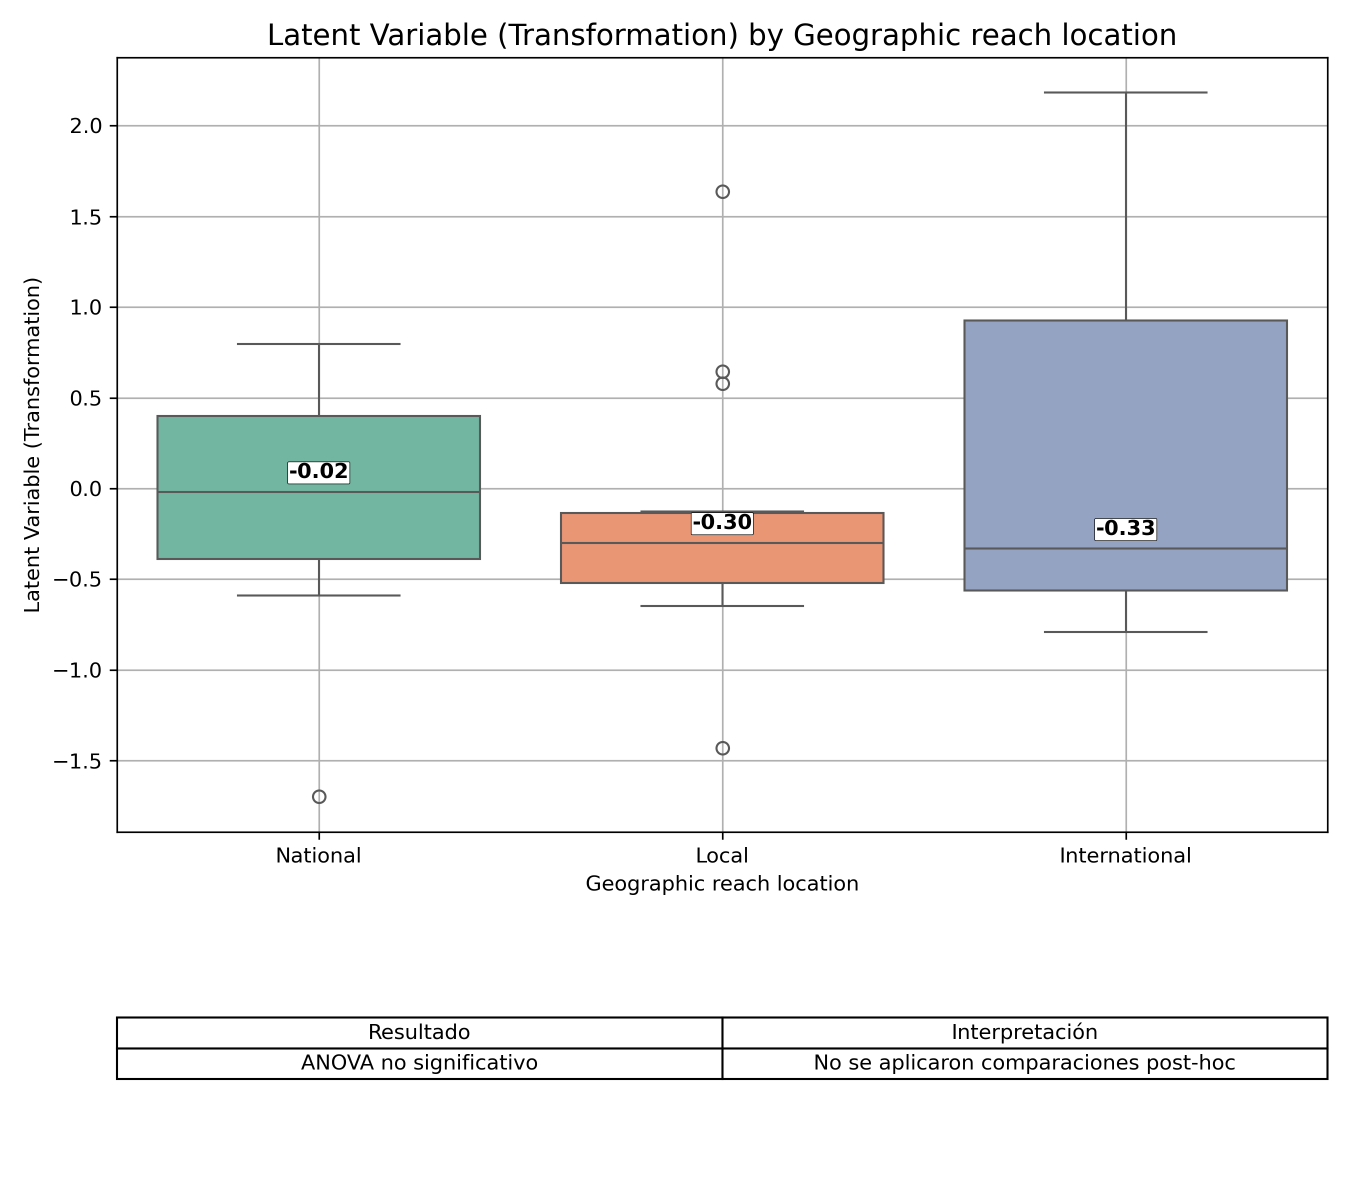 Latent Variable (Transformation) by Geographic reach location
Latent Variable (Transformation)
2.0
1.5
1.0
0.5
0.0
−0.5
−1.0
−1.5
-0.02
-0.30
-0.33
National
Local
International
Geographic reach location
Resultado
Interpretación
ANOVA no significativo
No se aplicaron comparaciones post-hoc